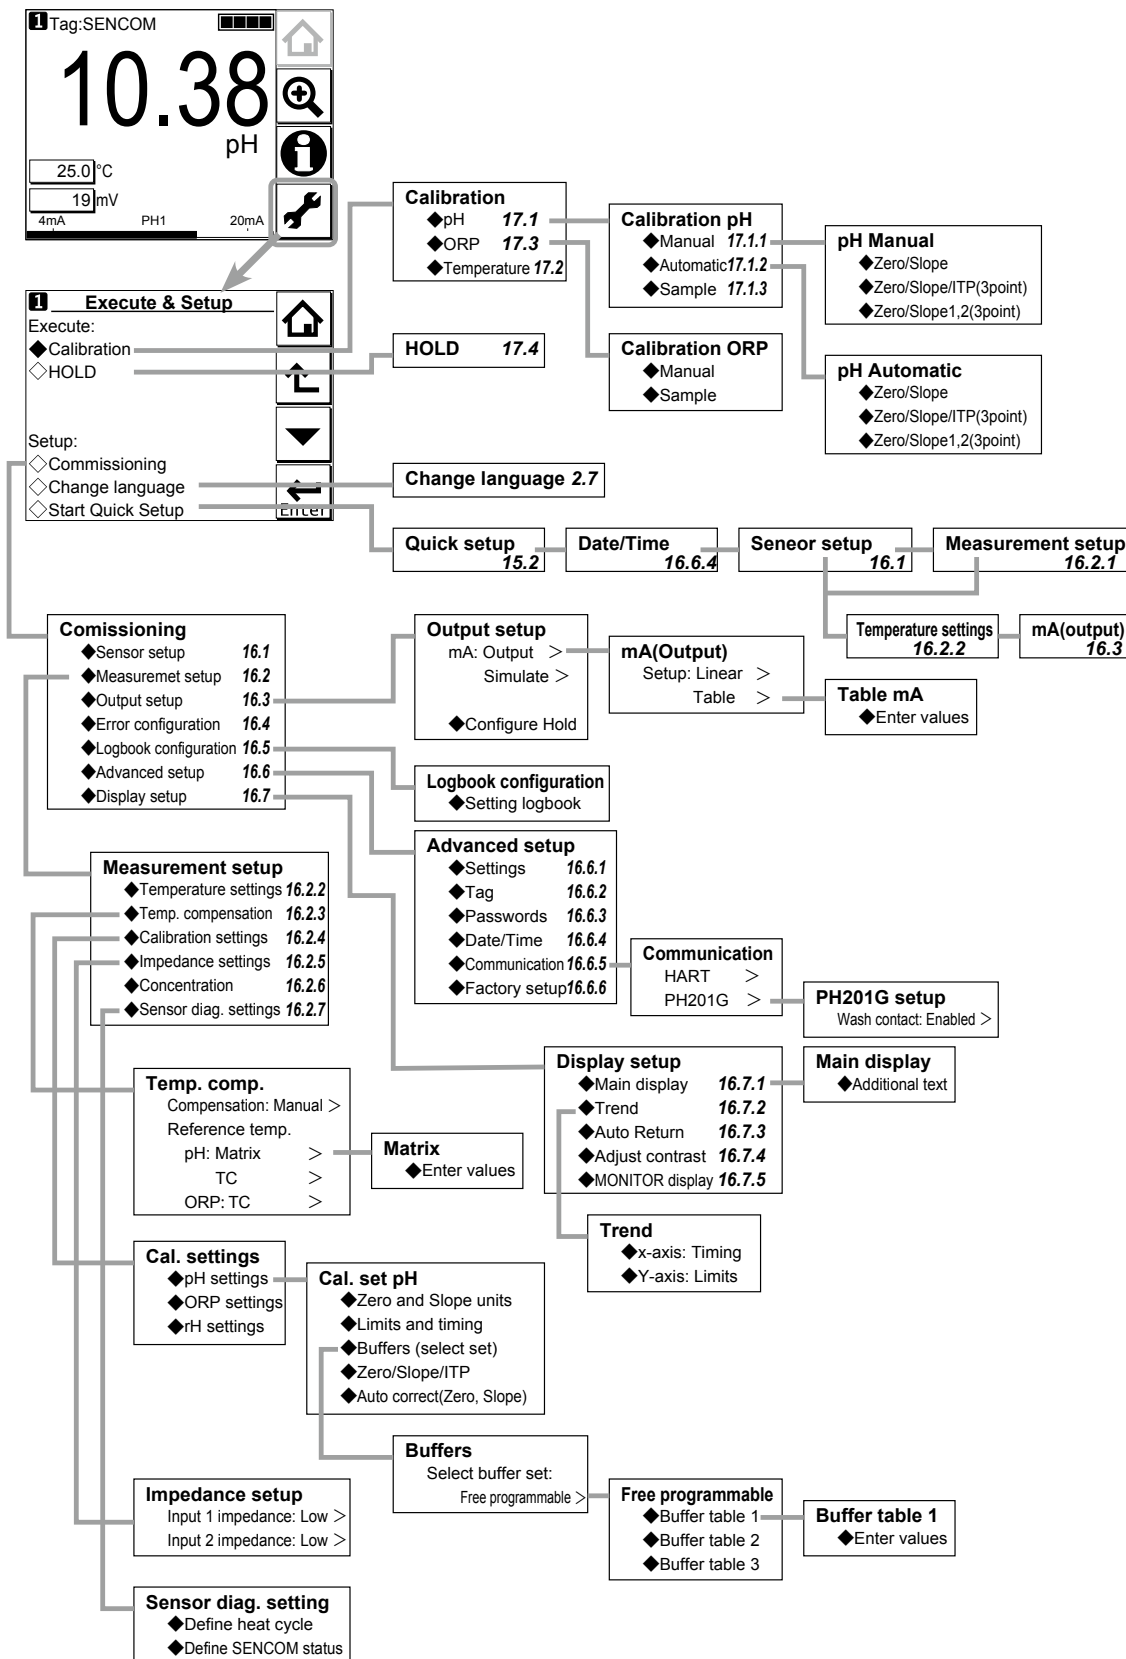 1 Tag:SENCOM
10.38
pH
25.0 °C
19 mV
4mA PH1 20mA
1 Execute & Setup
Execute:
◆Calibration
◇HOLD
Setup:
◇Commissioning
◇Change language
◇Start Quick Setup
Enter
Calibration
◆pH 17.1
◆ORP 17.3
◆Temperature 17.2
Calibration pH
◆Manual 17.1.1
◆Automatic 17.1.2
◆Sample 17.1.3
pH Manual
◆Zero/Slope
◆Zero/Slope/ITP(3point)
◆Zero/Slope1,2(3point)
HOLD 17.4
Calibration ORP
◆Manual
◆Sample
pH Automatic
◆Zero/Slope
◆Zero/Slope/ITP(3point)
◆Zero/Slope1,2(3point)
Change language 2.7
Quick setup
15.2
Date/Time
16.6.4
Seneor setup
16.1
Measurement setup
16.2.1
Temperature settings
16.2.2
mA(output)
16.3
Comissioning
◆Sensor setup 16.1
◆Measuremet setup 16.2
◆Output setup 16.3
◆Error configuration 16.4
◆Logbook configuration 16.5
◆Advanced setup 16.6
◆Display setup 16.7
Output setup
mA: Output >
Simulate >
◆Configure Hold
mA(Output)
Setup: Linear >
Table >
Table mA
◆Enter values
Logbook configuration
◆Setting logbook
Advanced setup
◆Settings 16.6.1
◆Tag 16.6.2
◆Passwords 16.6.3
◆Date/Time 16.6.4
◆Communication 16.6.5
◆Factory setup 16.6.6
Communication
HART >
PH201G >
PH201G setup
Wash contact: Enabled >
Measurement setup
◆Temperature settings 16.2.2
◆Temp. compensation 16.2.3
◆Calibration settings 16.2.4
◆Impedance settings 16.2.5
◆Concentration 16.2.6
◆Sensor diag. settings 16.2.7
Display setup
◆Main display 16.7.1
◆Trend 16.7.2
◆Auto Return 16.7.3
◆Adjust contrast 16.7.4
◆MONITOR display 16.7.5
Main display
◆Additional text
Temp. comp.
Compensation: Manual >
Reference temp.
pH: Matrix >
TC >
ORP: TC >
Matrix
◆Enter values
Trend
◆x-axis: Timing
◆Y-axis: Limits
Cal. settings
◆pH settings
◆ORP settings
◆rH settings
Cal. set pH
◆Zero and Slope units
◆Limits and timing
◆Buffers (select set)
◆Zero/Slope/ITP
◆Auto correct(Zero, Slope)
Buffers
Select buffer set:
Free programmable >
Free programmable
◆Buffer table 1
◆Buffer table 2
◆Buffer table 3
Buffer table 1
◆Enter values
Impedance setup
Input 1 impedance: Low >
Input 2 impedance: Low >
Sensor diag. setting
◆Define heat cycle
◆Define SENCOM status